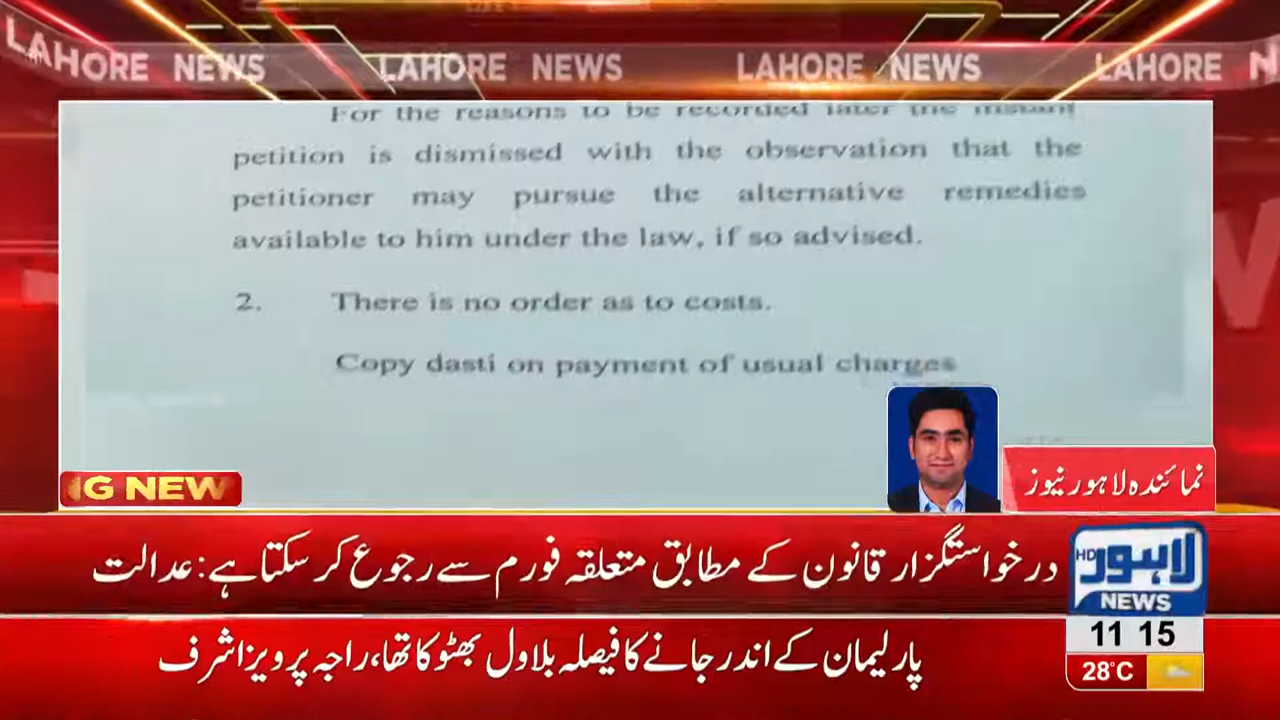 LAHORE NEWS LAHORE NEWS LAHORE NEWS LAHORE N
For the reasons to be recorded later the instant
petition is dismissed with the observation that the
petitioner may pursue the alternative remedies
available to him under the law, if so advised.
2. There is no order as to costs.
Copy dasti on payment of usual charges
NG NEW
نمائندہ لاہور نیوز
درخواستگزار قانون کے مطابق متعلقہ فورم سے رجوع کر سکتا ہے: عدالت
لاہور HD
NEWS
پارلیمان کے اندر جانے کا فیصلہ بلاول بھٹو کا تھا، راجہ پرویز اشرف
11 15
28°C